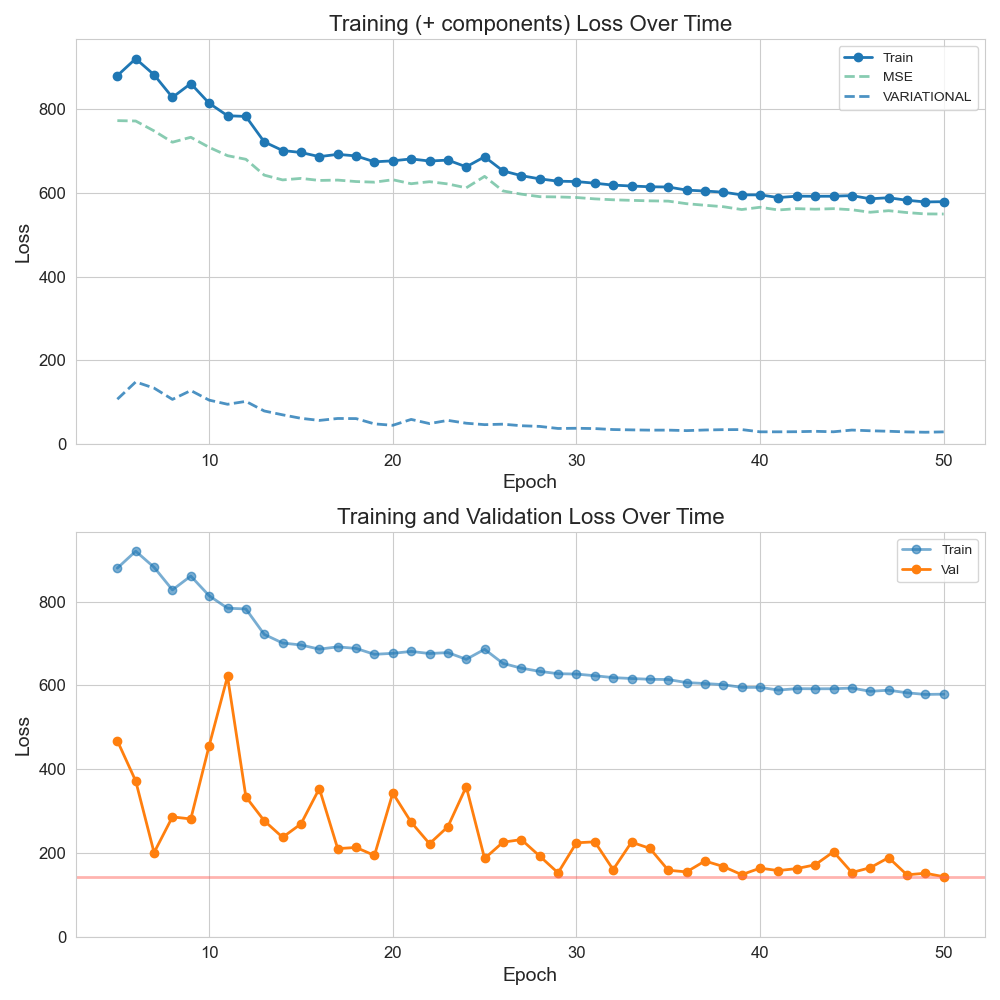 Training (+ components) Loss Over Time
Train
MSE
VARIATIONAL
Loss
800
600
400
200
0
10 20 30 40 50
Epoch
Training and Validation Loss Over Time
Train
Val
Loss
800
600
400
200
0
10 20 30 40 50
Epoch